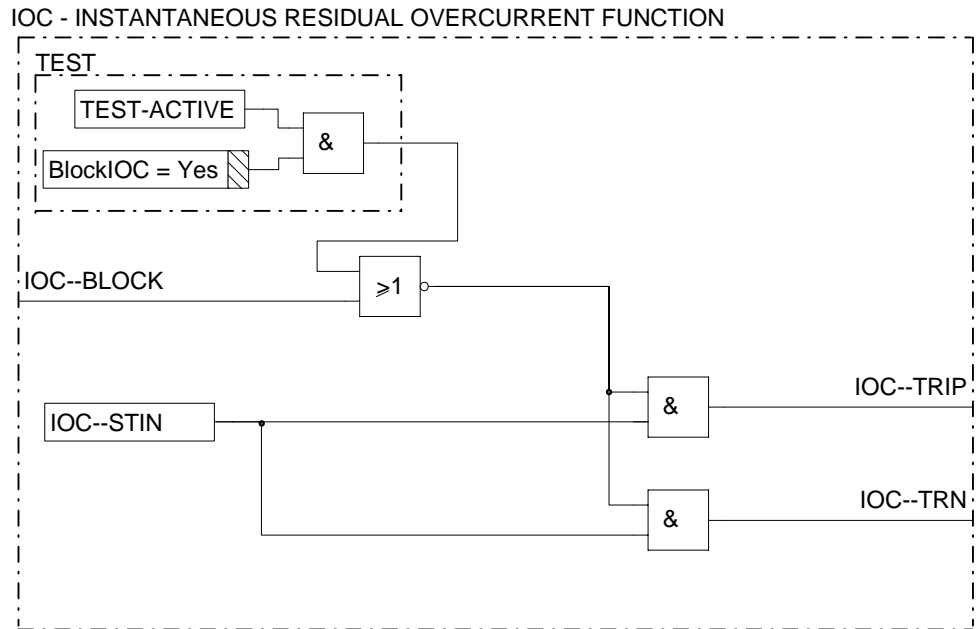 IOC - INSTANTANEOUS RESIDUAL OVERCURRENT FUNCTION
TEST
TEST-ACTIVE
&
BlockIOC = Yes
IOC--BLOCK
⩾1
IOC--TRIP
&
IOC--STIN
IOC--TRN
&